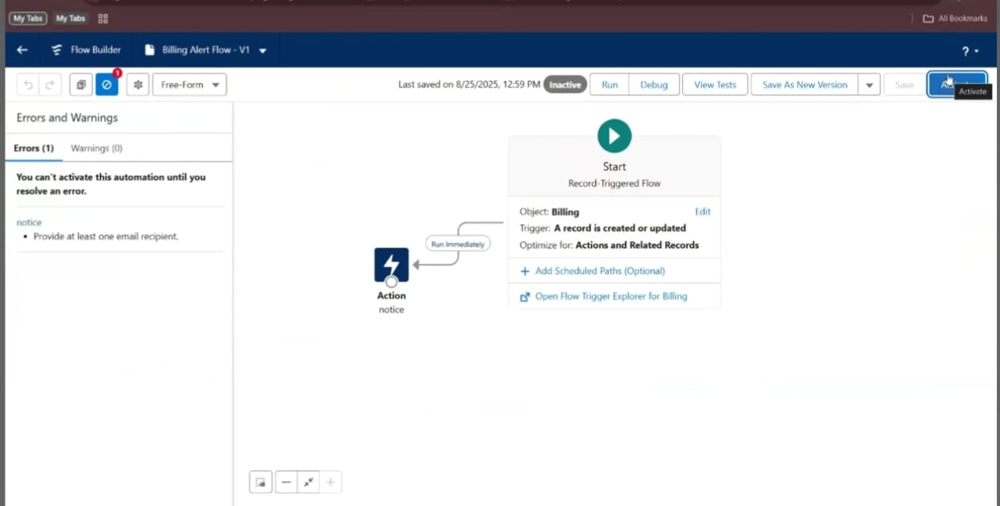 My Tabs My Tabs All Bookmarks
Flow Builder Billing Alert Flow - V1 ?
1
Free-Form Last saved on 8/25/2025, 12:59 PM Inactive Run Debug View Tests Save As New Version Save
Activate
Errors and Warnings
Errors (1) Warnings (0)
You can't activate this automation until you
resolve an error.
notice
• Provide at least one email recipient.
Start
Record-Triggered Flow
Object: Billing Edit
Trigger: A record is created or updated
Optimize for: Actions and Related Records
Add Scheduled Paths (Optional)
Open Flow Trigger Explorer for Billing
Run Immediately
Action
notice